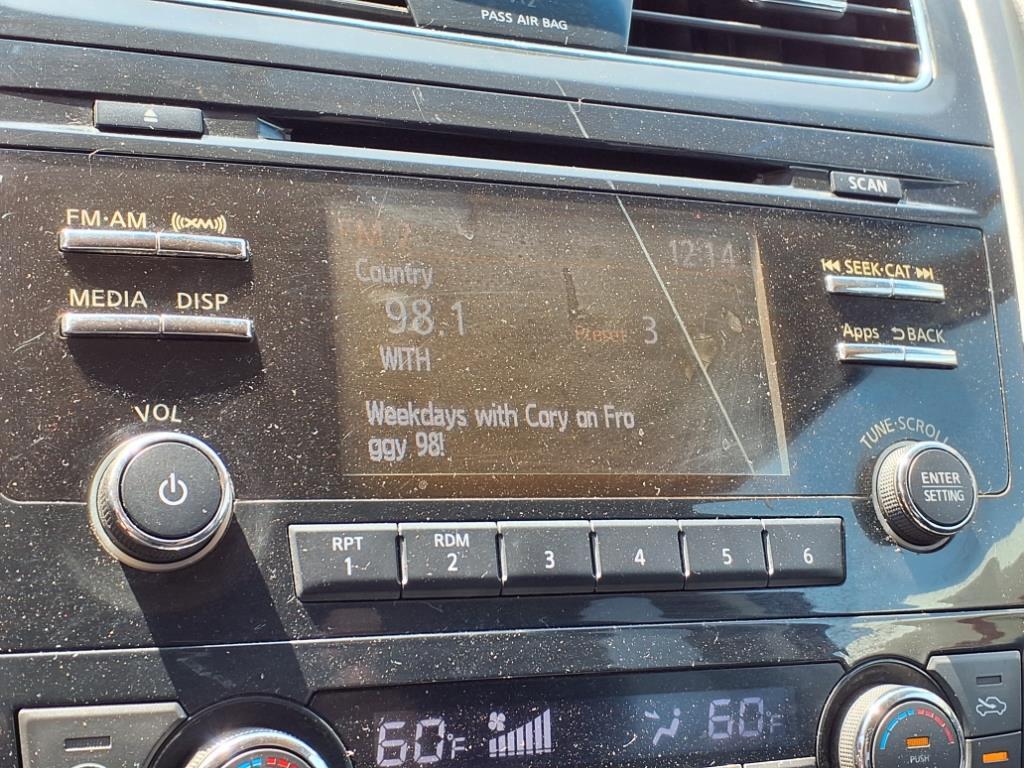 PASS AIR BAG
SCAN
FM·AM (((XM)))
MEDIA DISP
VOL
12:14
Country
98.1
Preset 3
WITH
Weekdays with Cory on Fro
ggy 98!
SEEK·CAT
Apps BACK
TUNE·SCROLL
ENTER
SETTING
RPT
1
RDM
2
3
4
5
6
60°F
60°F
PUSH